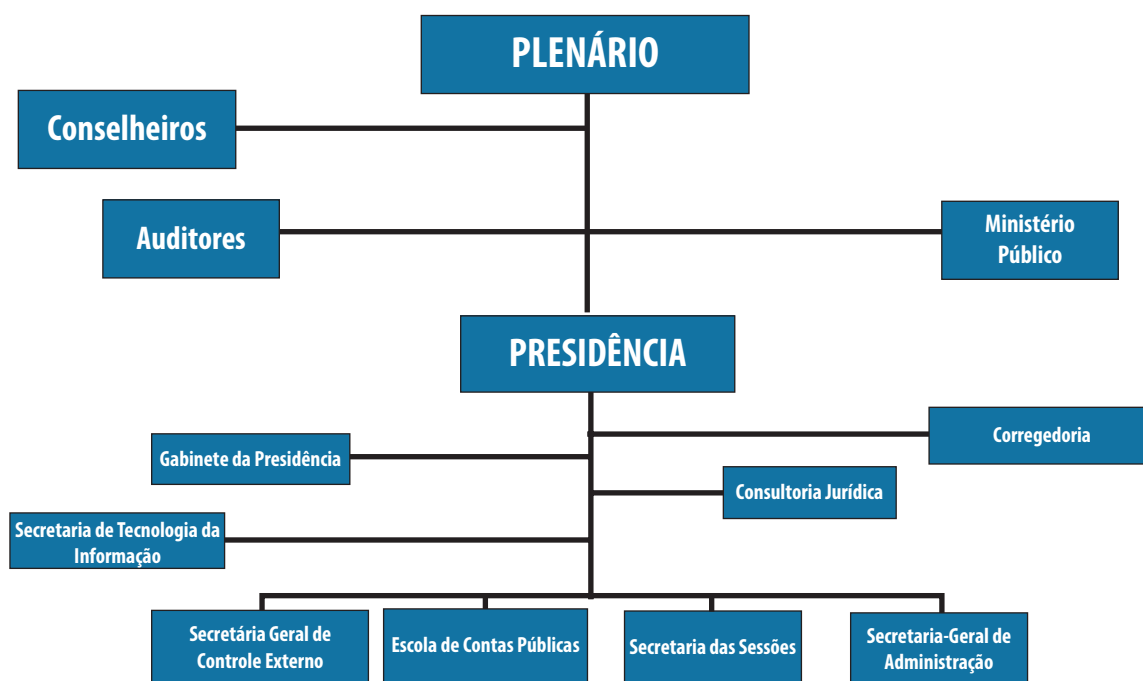 PLENÁRIO
Conselheiros
Auditores
Ministério
Público
PRESIDÊNCIA
Corregedoria
Gabinete da Presidência
Consultoria Jurídica
Secretaria de Tecnologia da
Informação
Secretária Geral de
Controle Externo
Escola de Contas Públicas
Secretaria das Sessões
Secretaria-Geral de
Administração